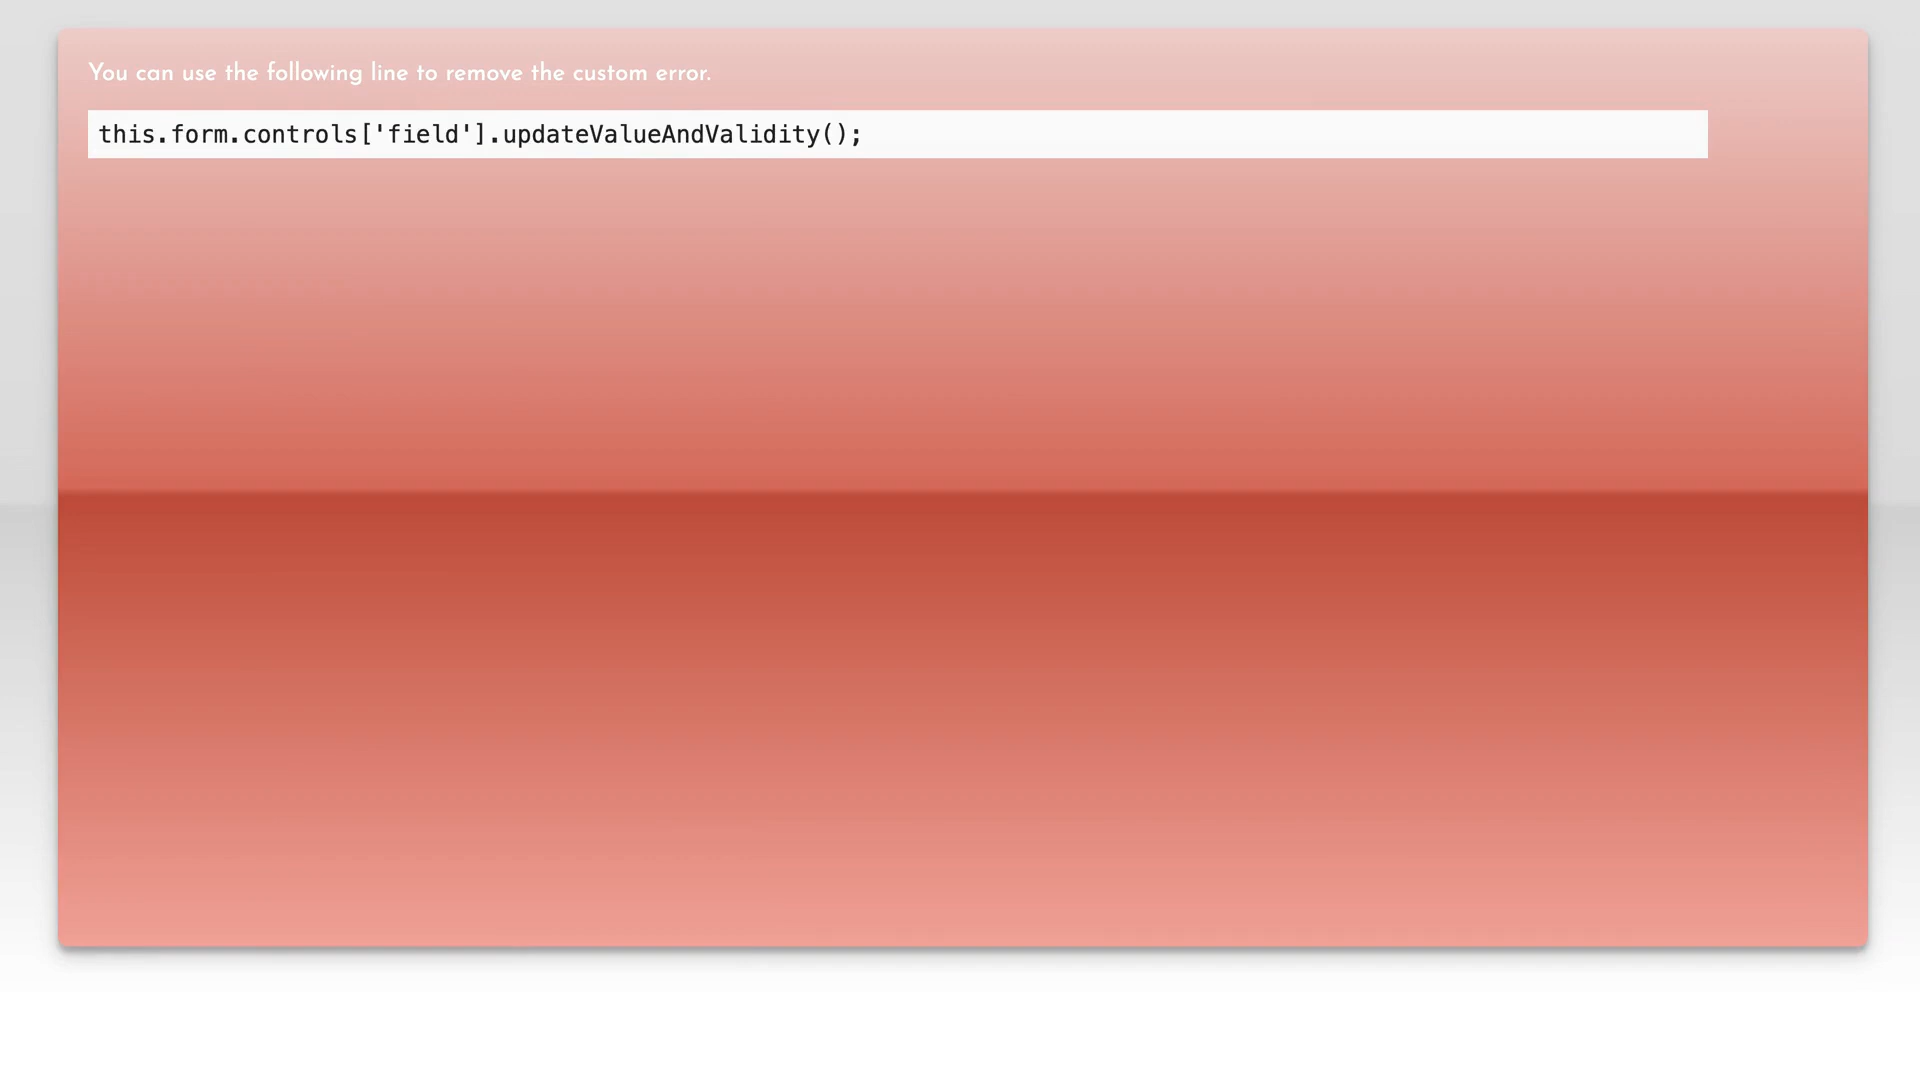 You can use the following line to remove the custom error.
this.form.controls['field'].updateValueAndValidity();